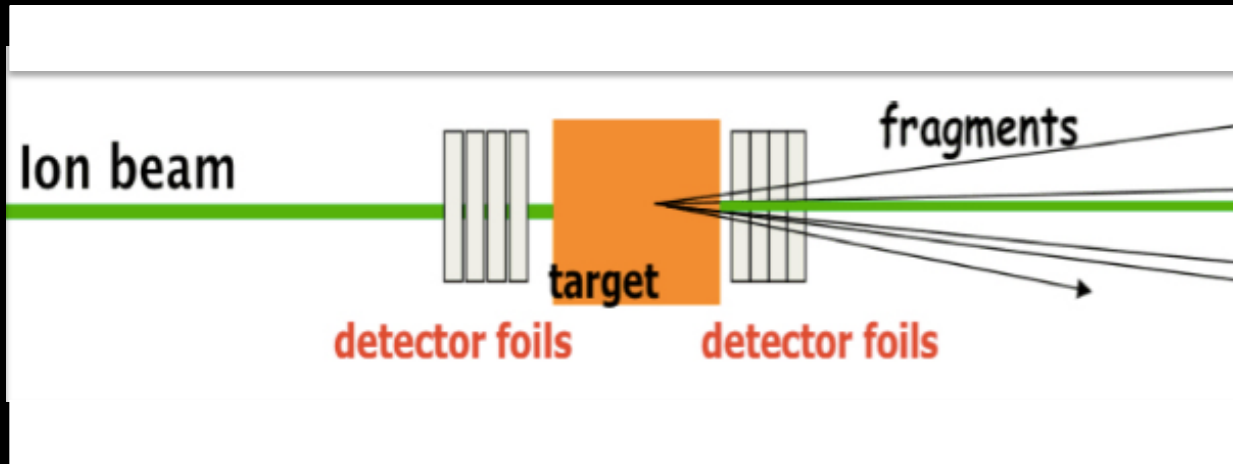 Ion beam
fragments
target
detector foils
detector foils